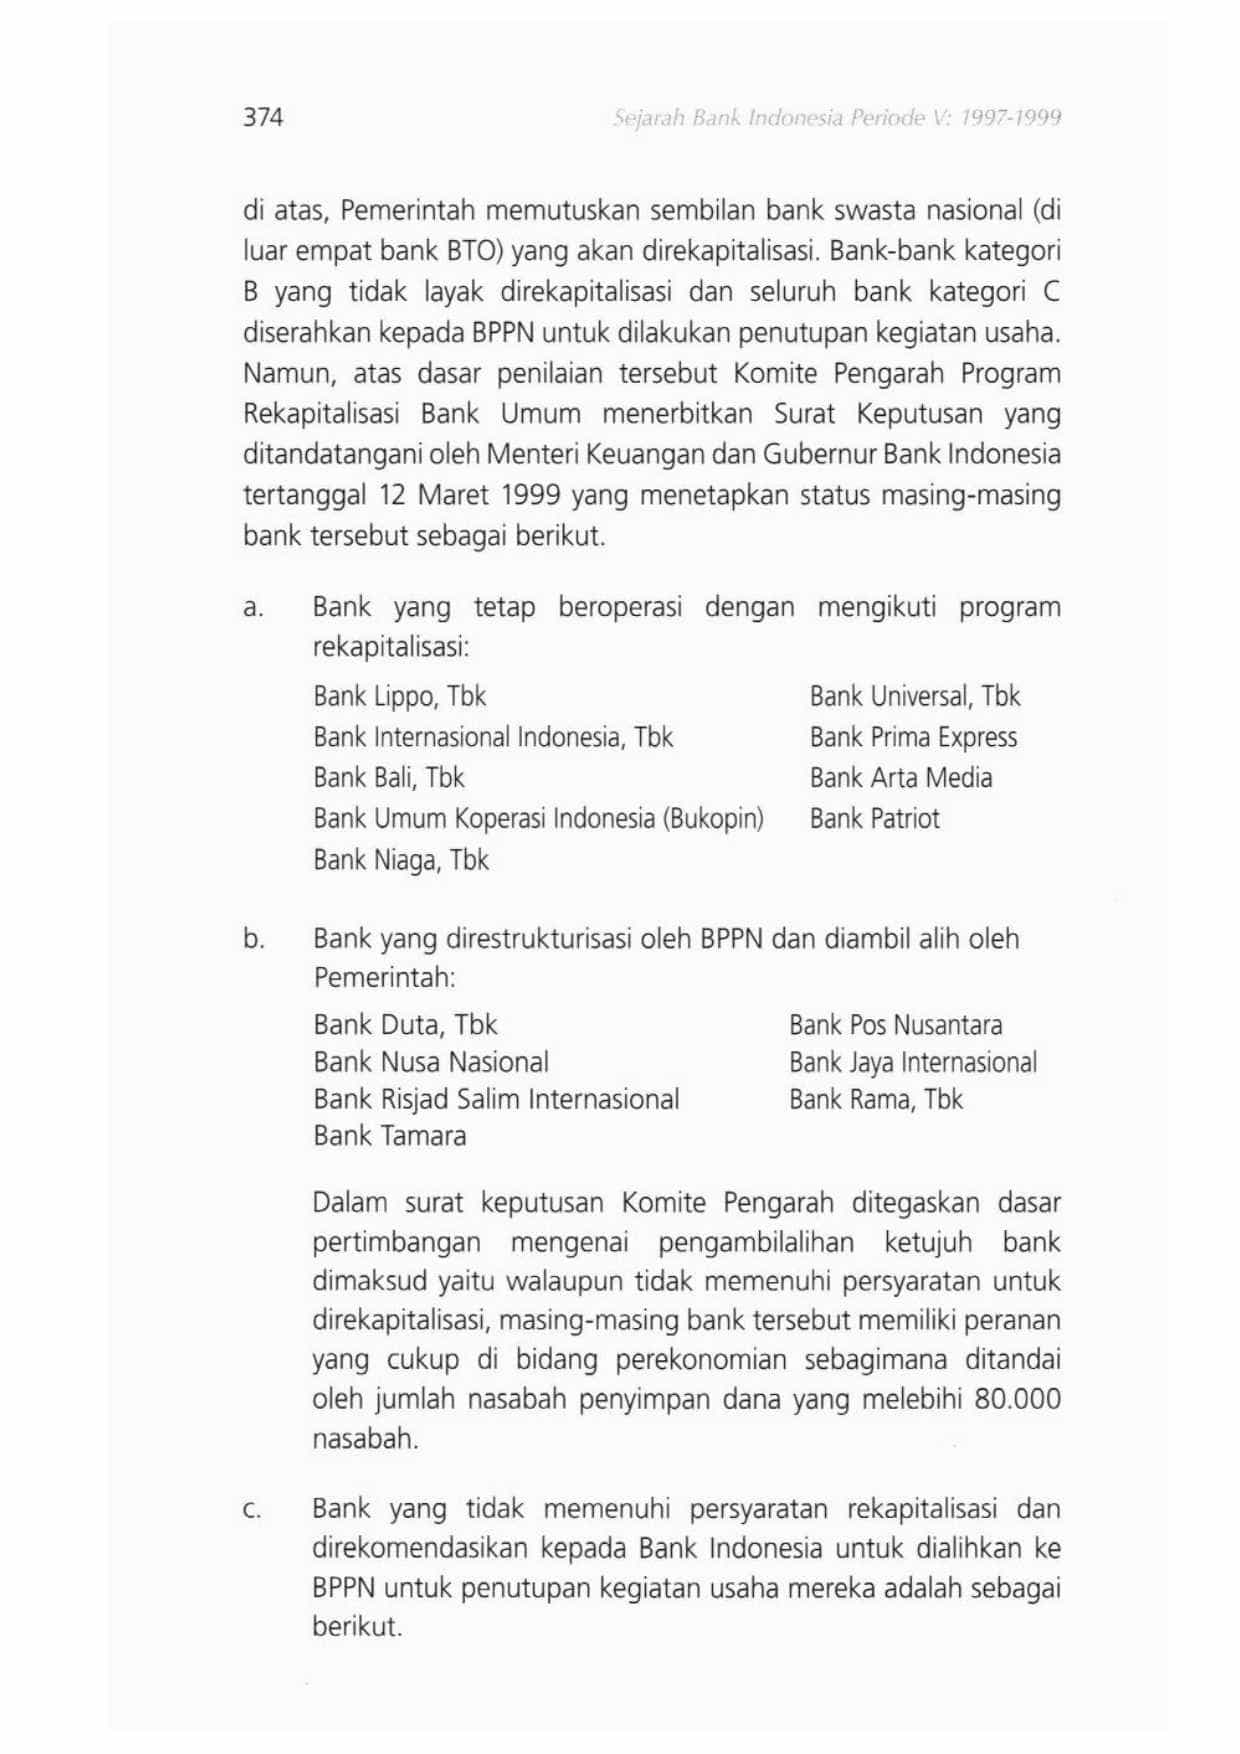 374
Sejarah Bank Indonesia Periode V: 1997-1999
di atas, Pemerintah memutuskan sembilan bank swasta nasional (di
luar empat bank BTO) yang akan direkapitalisasi. Bank-bank kategori
B yang tidak layak direkapitalisasi dan seluruh bank kategori C
diserahkan kepada BPPN untuk dilakukan penutupan kegiatan usaha.
Namun, atas dasar penilaian tersebut Komite Pengarah Program
Rekapitalisasi Bank Umum menerbitkan Surat Keputusan yang
ditandatangani oleh Menteri Keuangan dan Gubernur Bank Indonesia
tertanggal 12 Maret 1999 yang menetapkan status masing-masing
bank tersebut sebagai berikut.
a. Bank yang tetap beroperasi dengan mengikuti program
rekapitalisasi:
Bank Lippo, Tbk
Bank Internasional Indonesia, Tbk
Bank Bali, Tbk
Bank Umum Koperasi Indonesia (Bukopin)
Bank Niaga, Tbk
Bank Universal, Tbk
Bank Prima Express
Bank Arta Media
Bank Patriot
b. Bank yang direstrukturisasi oleh BPPN dan diambil alih oleh
Pemerintah:
Bank Duta, Tbk
Bank Nusa Nasional
Bank Risjad Salim Internasional
Bank Tamara
Bank Pos Nusantara
Bank Jaya Internasional
Bank Rama, Tbk
Dalam surat keputusan Komite Pengarah ditegaskan dasar
pertimbangan mengenai pengambilalihan ketujuh bank
dimaksud yaitu walaupun tidak memenuhi persyaratan untuk
direkapitalisasi, masing-masing bank tersebut memiliki peranan
yang cukup di bidang perekonomian sebagimana ditandai
oleh jumlah nasabah penyimpan dana yang melebihi 80.000
nasabah.
c. Bank yang tidak memenuhi persyaratan rekapitalisasi dan
direkomendasikan kepada Bank Indonesia untuk dialihkan ke
BPPN untuk penutupan kegiatan usaha mereka adalah sebagai
berikut.